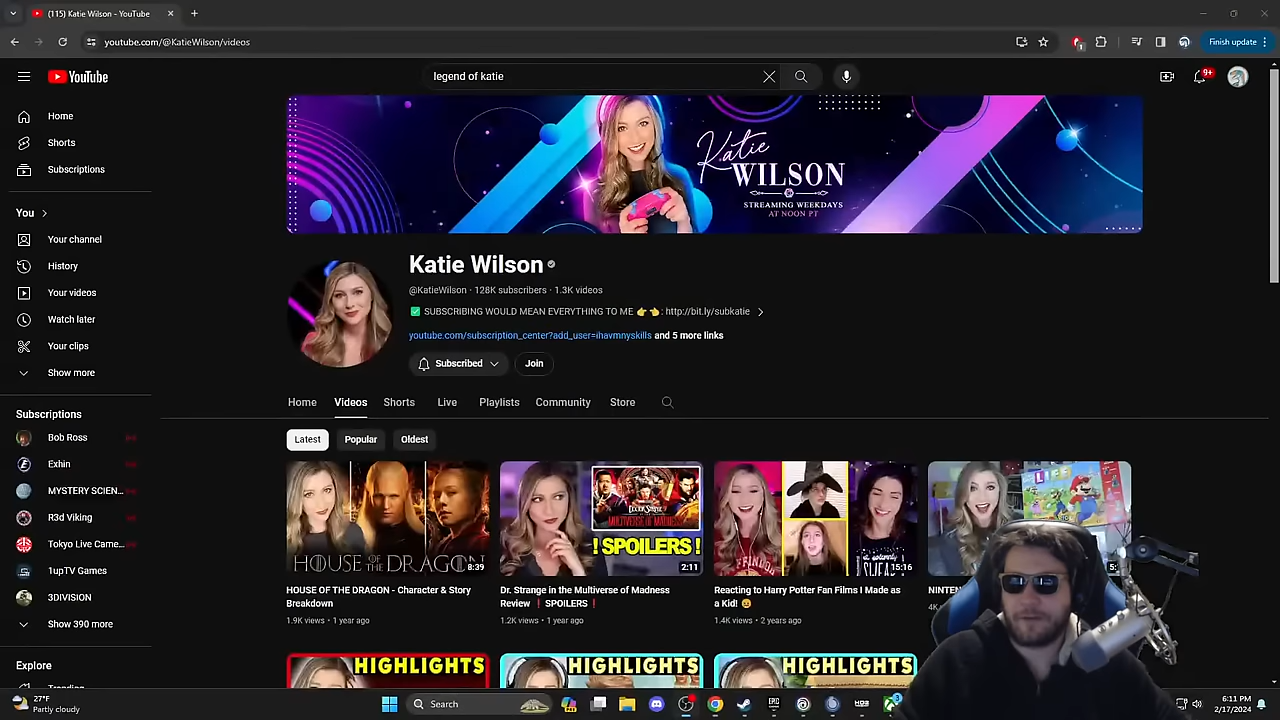 (115) Katie Wilson - YouTube
youtube.com/@KatieWilson/videos
Finish update
YouTube
legend of katie
9+
Home
Shorts
Subscriptions
You
Your channel
History
Your videos
Watch later
Your clips
Show more
Subscriptions
Bob Ross
Exhin
MYSTERY SCIEN...
R3d Viking
Tokyo Live Came...
1upTV Games
3DIVISION
Show 390 more
Explore
Katie
WILSON
STREAMING WEEKDAYS
AT NOON PT
Katie Wilson
@KatieWilson · 128K subscribers · 1.3K videos
✅ SUBSCRIBING WOULD MEAN EVERYTHING TO ME 👉 👈: http://bit.ly/subkatie
youtube.com/subscription_center?add_user=ihavmnyskills and 5 more links
Subscribed
Join
Home Videos Shorts Live Playlists Community Store
Latest Popular Oldest
HOUSE OF THE DRAGON
8:39
HOUSE OF THE DRAGON - Character & Story
Breakdown
1.9K views · 1 year ago
MULTIVERSE OF MADNESS
! SPOILERS !
2:11
Dr. Strange in the Multiverse of Madness
Review ❗ SPOILERS ❗
1.2K views · 1 year ago
15:16
Reacting to Harry Potter Fan Films I Made as
a Kid! 😆
1.4K views · 2 years ago
LIFE
5:
NINTEN
4K
HIGHLIGHTS
HIGHLIGHTS
HIGHLIGHTS
27°F
Partly cloudy
Search
6:11 PM
2/17/2024